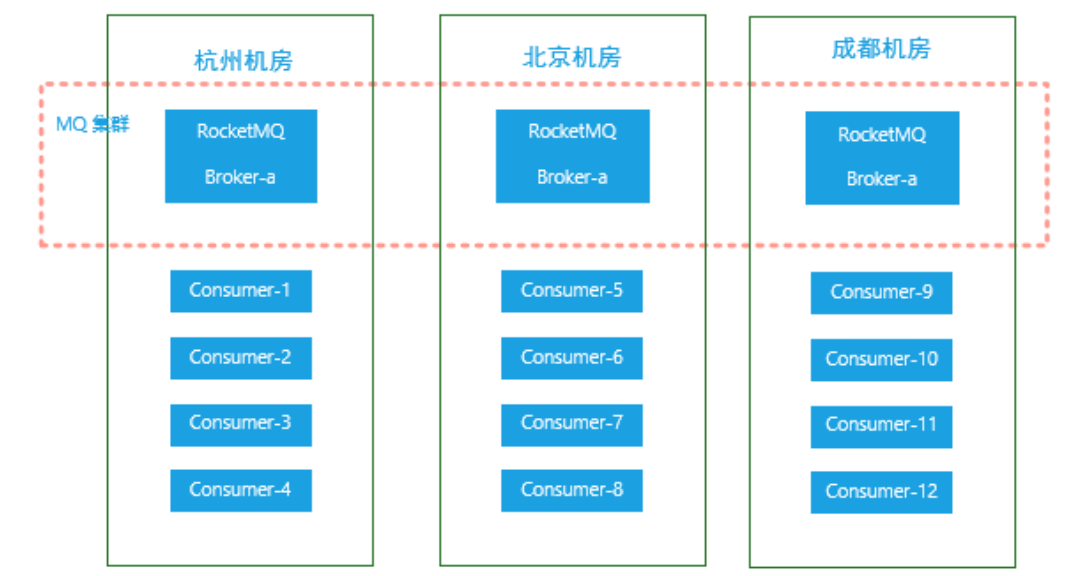 杭州机房
北京机房
成都机房
MQ 集群
RocketMQ
Broker-a
RocketMQ
Broker-a
RocketMQ
Broker-a
Consumer-1
Consumer-2
Consumer-3
Consumer-4
Consumer-5
Consumer-6
Consumer-7
Consumer-8
Consumer-9
Consumer-10
Consumer-11
Consumer-12